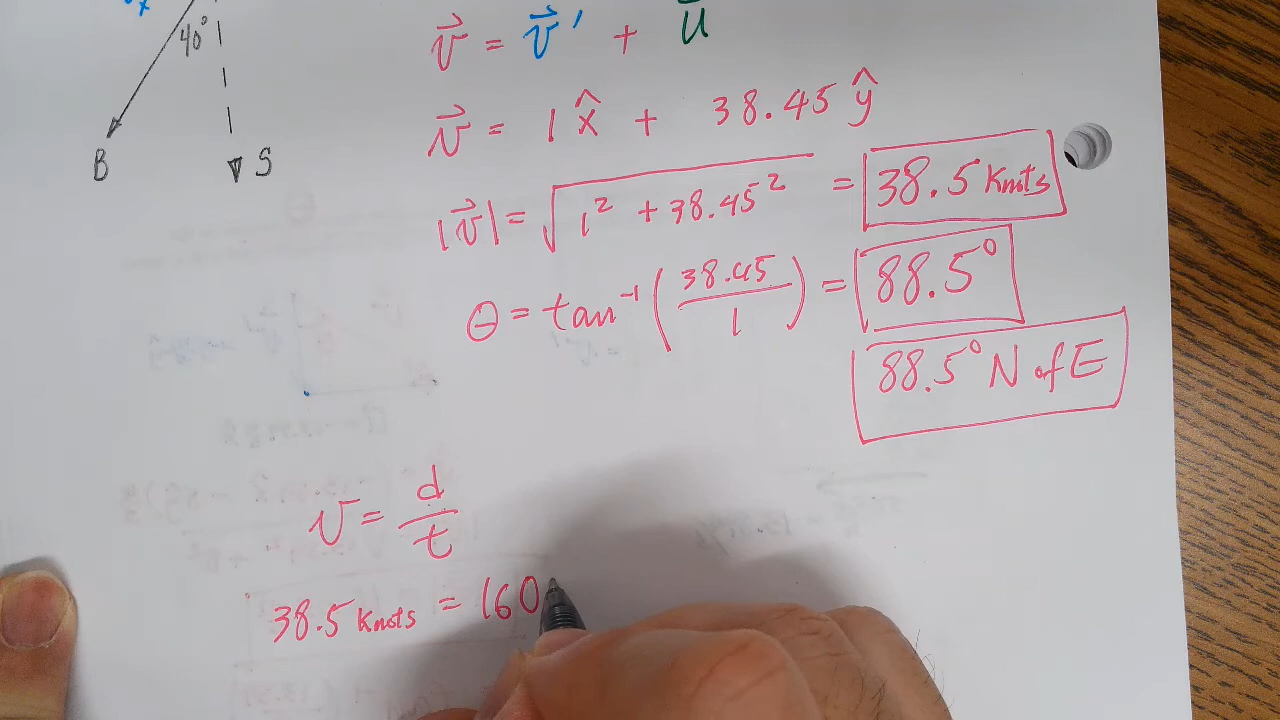 x
40°
B
S
v⃗ = v⃗' + u⃗
v⃗ = 1 x̂ + 38.45 ŷ
|v⃗| = √(1² + 38.45²) = 38.5 Knots
θ = tan⁻¹(38.45/1) = 88.5°
88.5° N of E
v = d/t
38.5 Knots = 160